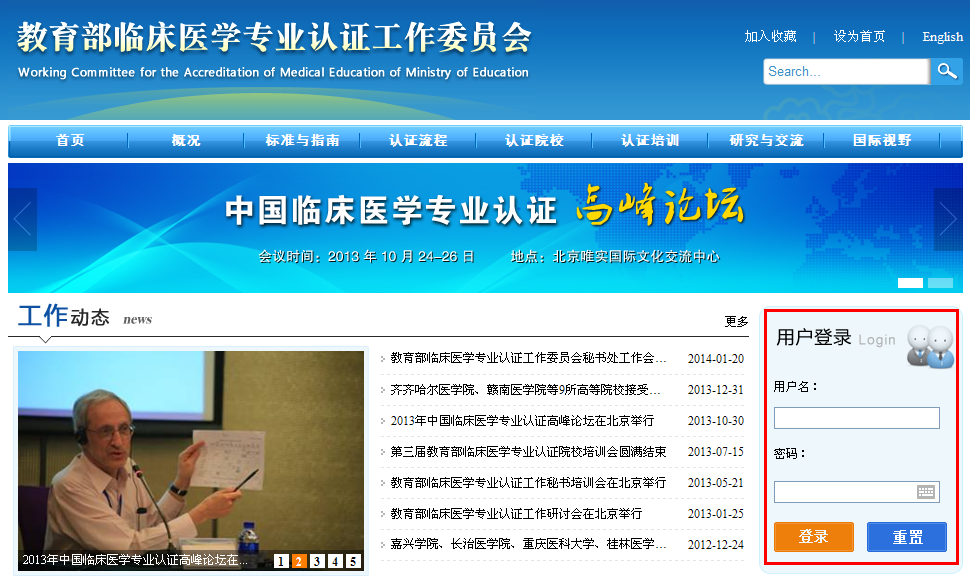 教育部临床医学专业认证工作委员会
Working Committee for the Accreditation of Medical Education of Ministry of Education
加入收藏 | 设为首页 | English
Search...
首页 概况 标准与指南 认证流程 认证院校 认证培训 研究与交流 国际视野
中国临床医学专业认证 高峰论坛
会议时间：2013 年 10 月 24-26 日 地点：北京唯实国际文化交流中心
工作动态 news 更多
教育部临床医学专业认证工作委员会秘书处工作会... 2014-01-20
齐齐哈尔医学院、赣南医学院等9所高等院校接受... 2013-12-31
2013年中国临床医学专业认证高峰论坛在北京举行 2013-10-30
第三届教育部临床医学专业认证院校培训会圆满结束 2013-07-15
教育部临床医学专业认证工作秘书培训会在北京举行 2013-05-21
教育部临床医学专业认证工作研讨会在北京举行 2013-01-25
嘉兴学院、长治医学院、重庆医科大学、桂林医学... 2012-12-24
2013年中国临床医学专业认证高峰论坛在... 1 2 3 4 5
用户登录 Login
用户名：
密码：
登录 重置